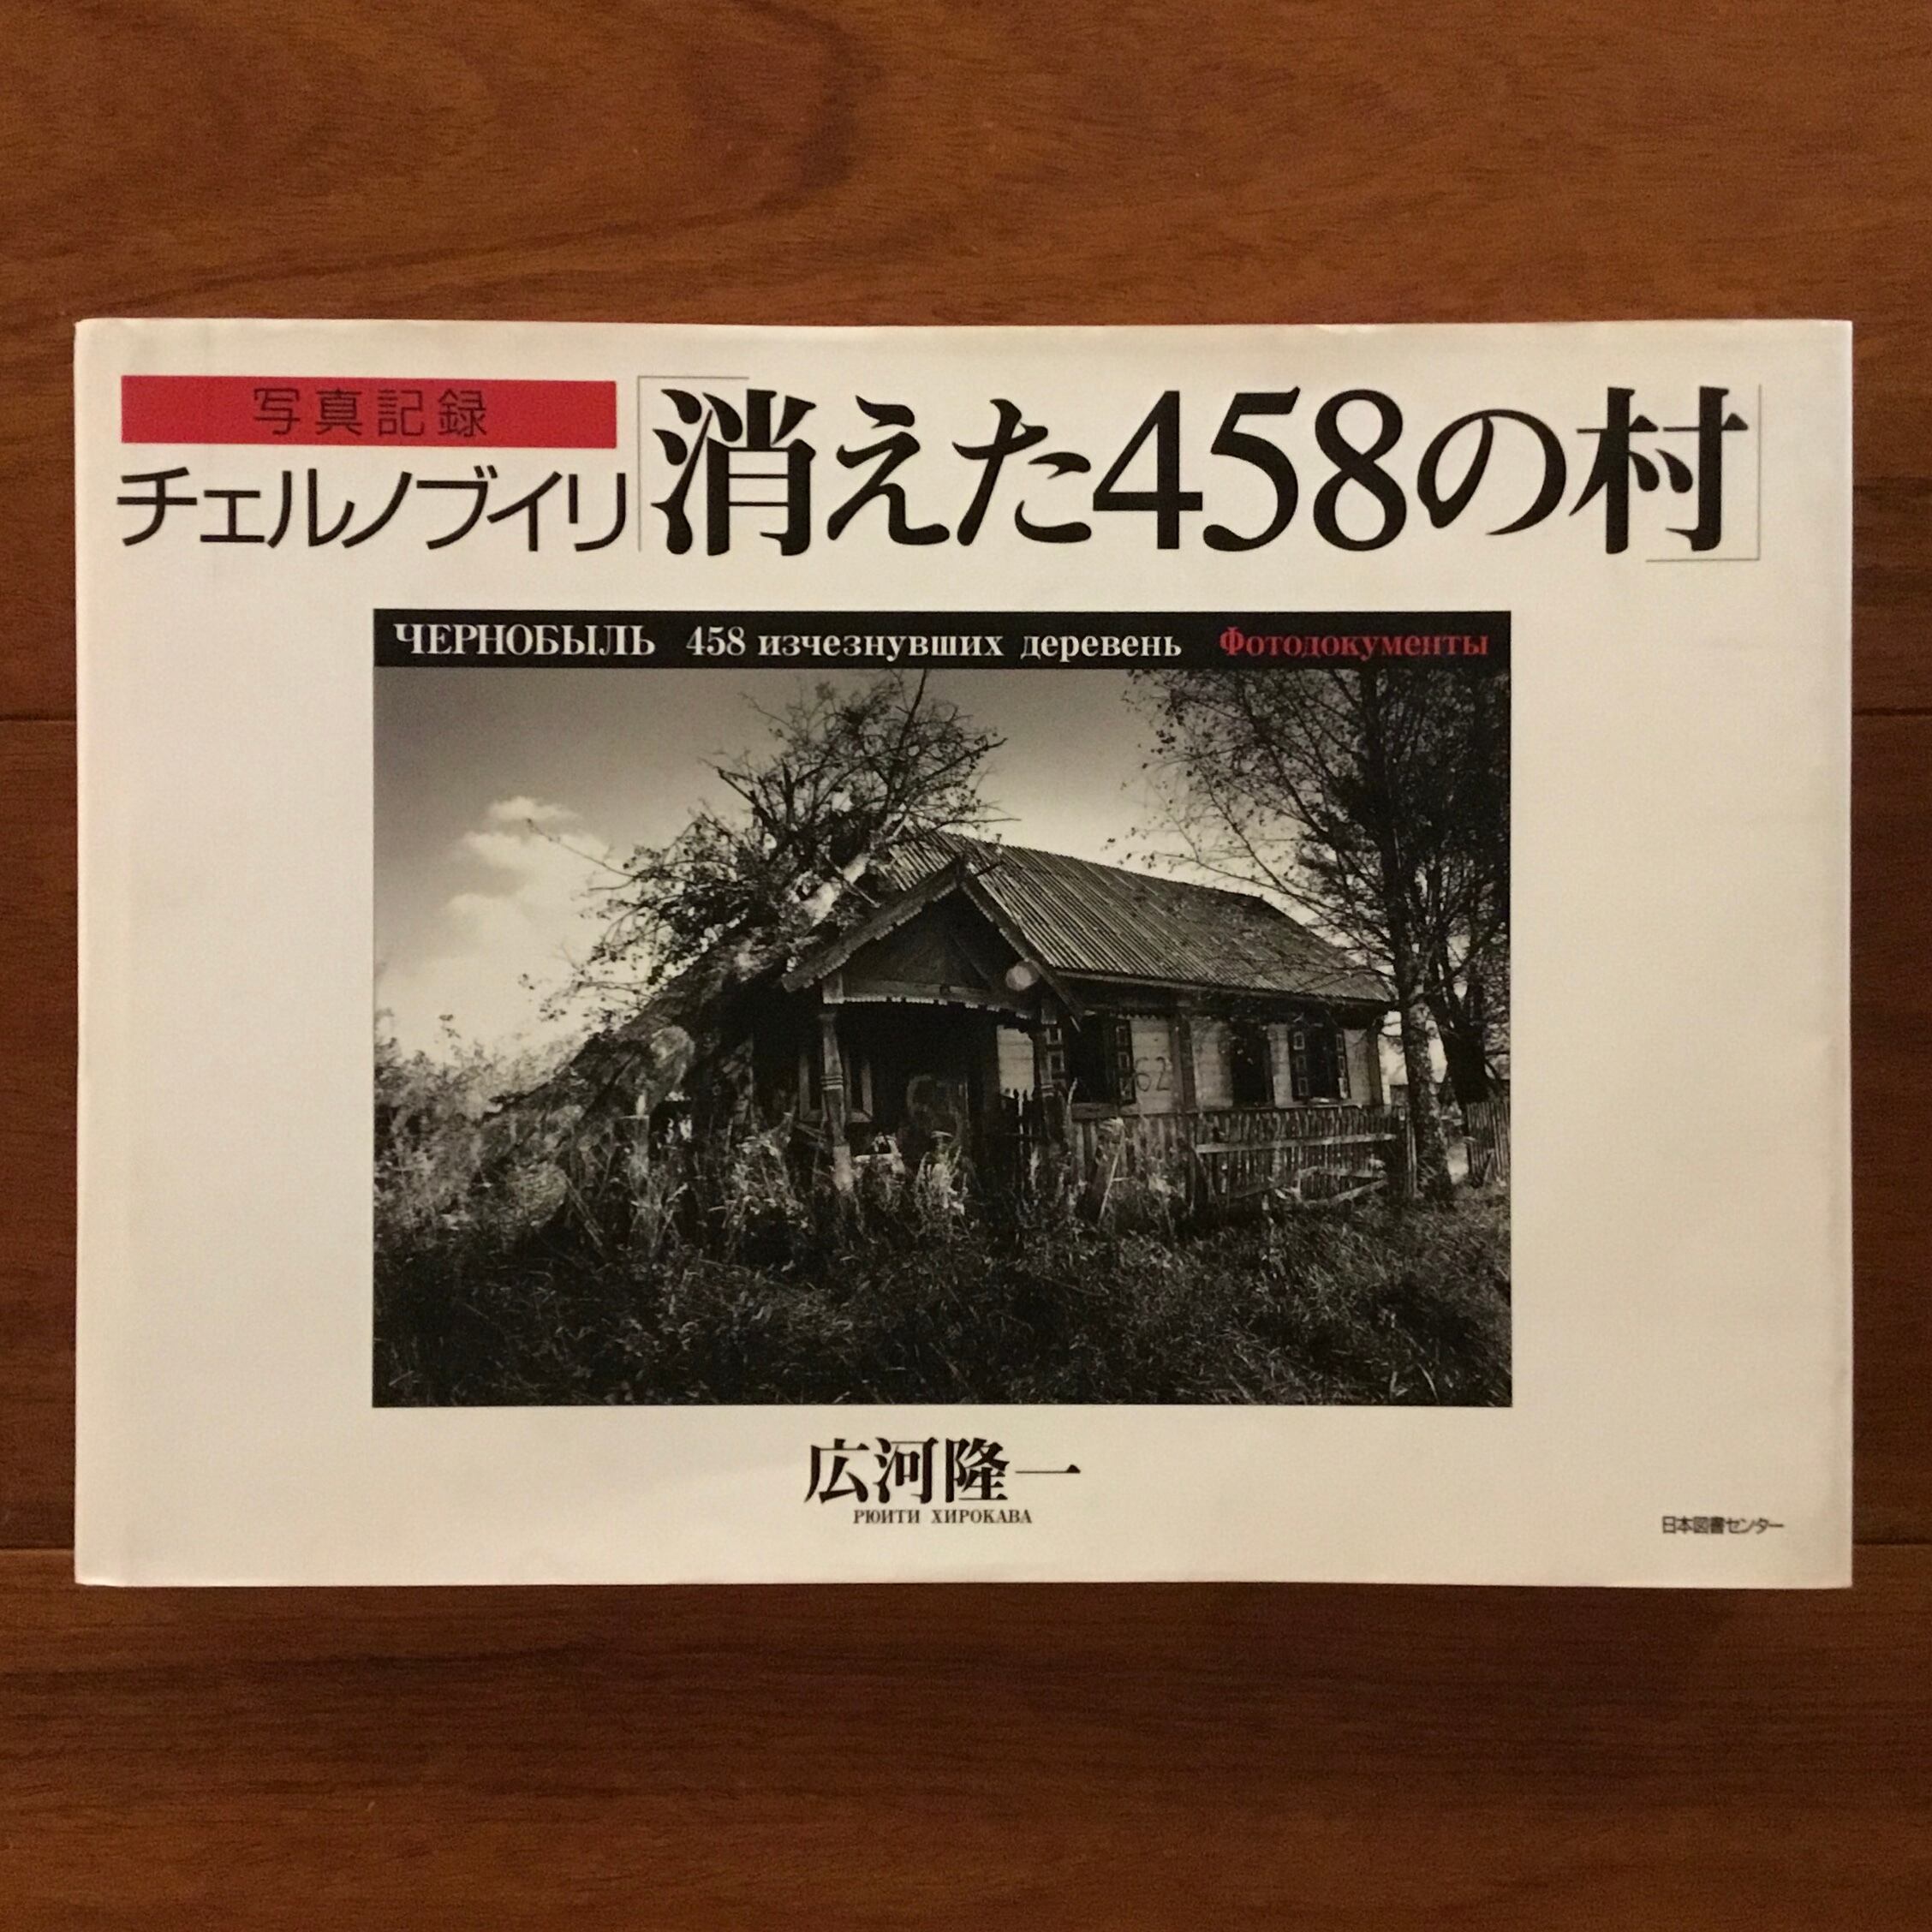 写真記録
チェルノブイリ「消えた458の村」
ЧЕРНОБЫЛЬ 458 изчезнувших деревень Фотодокументы
62
広河隆一
РЮИТИ ХИРОКАВА
日本図書センター